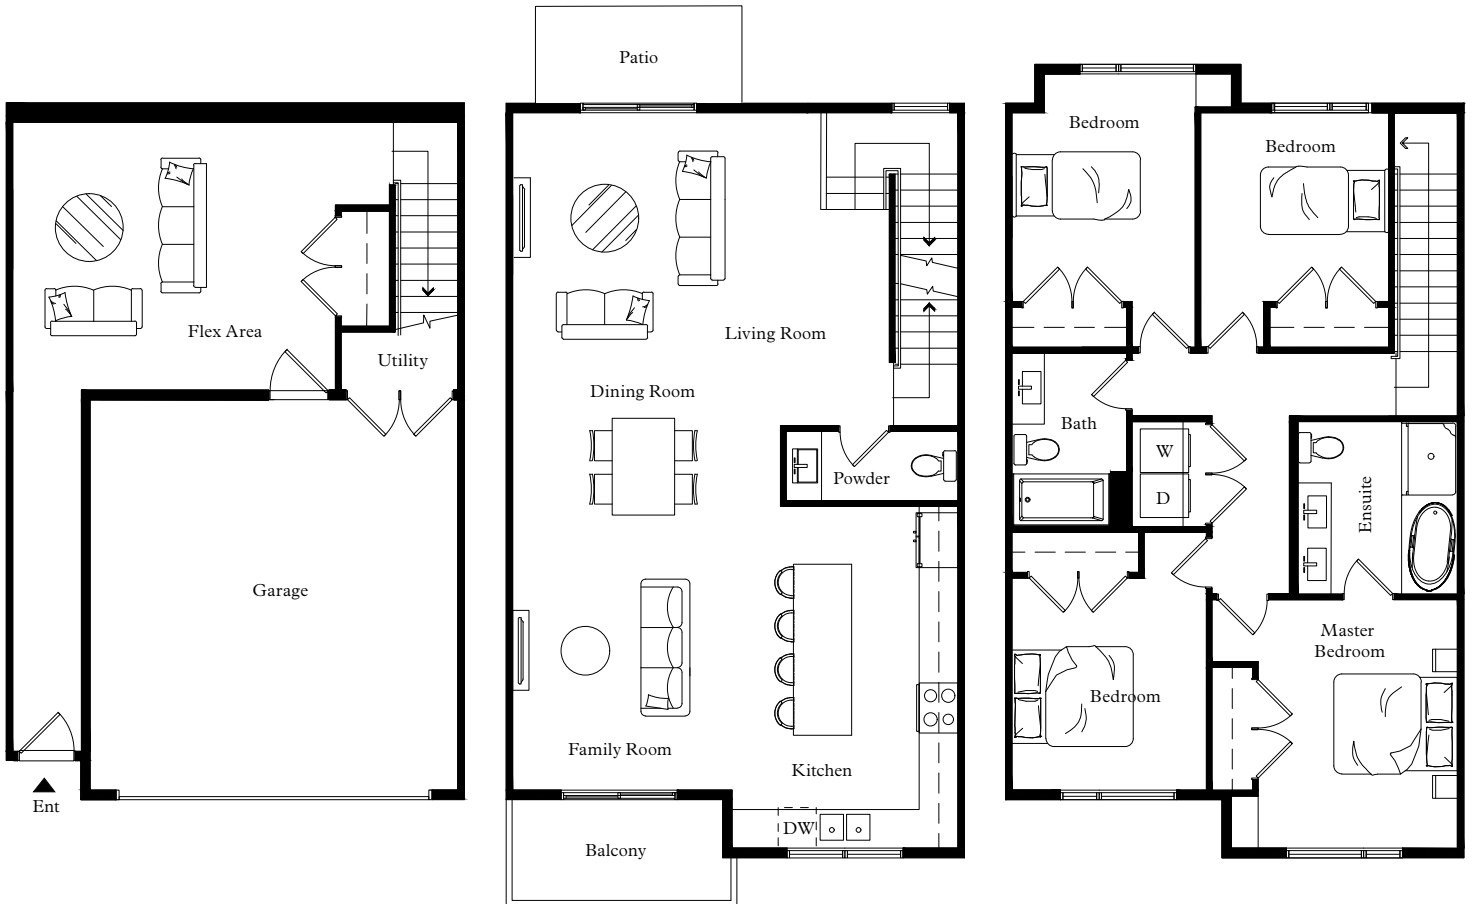 Flex Area
Utility
Garage
Ent
Patio
Living Room
Dining Room
Powder
Family Room
Kitchen
DW
Balcony
Bedroom
Bedroom
Bath
W
D
Ensuite
Master
Bedroom
Bedroom